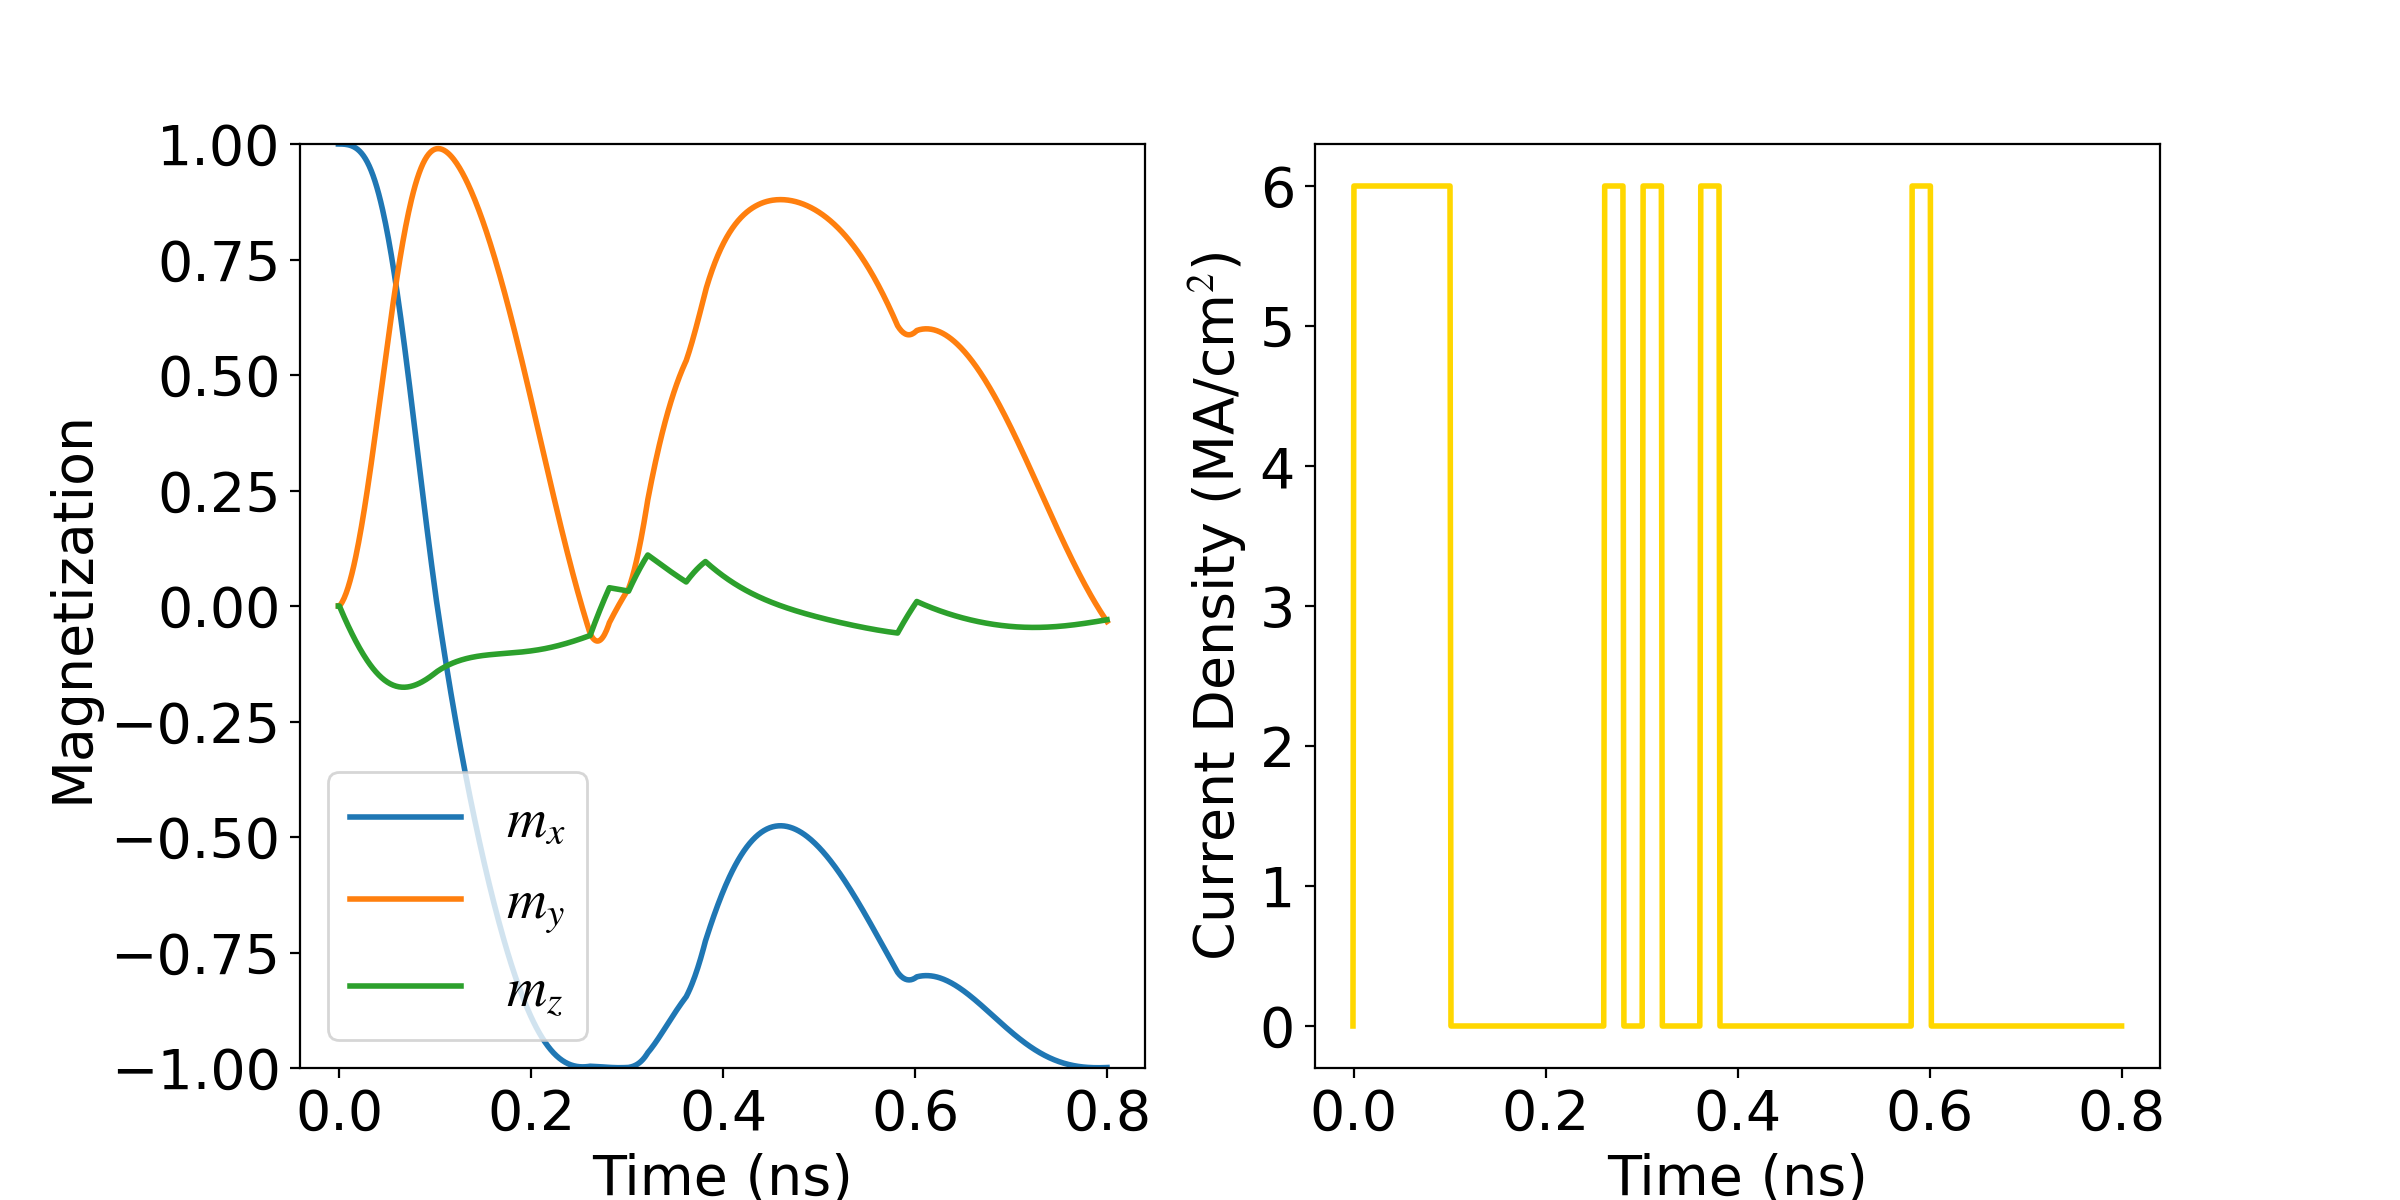 Magnetization
1.00
0.75
0.50
0.25
0.00
−0.25
−0.50
−0.75
−1.00
m_x
m_y
m_z
0.0 0.2 0.4 0.6 0.8
Time (ns)
Current Density (MA/cm²)
6
5
4
3
2
1
0
0.0 0.2 0.4 0.6 0.8
Time (ns)